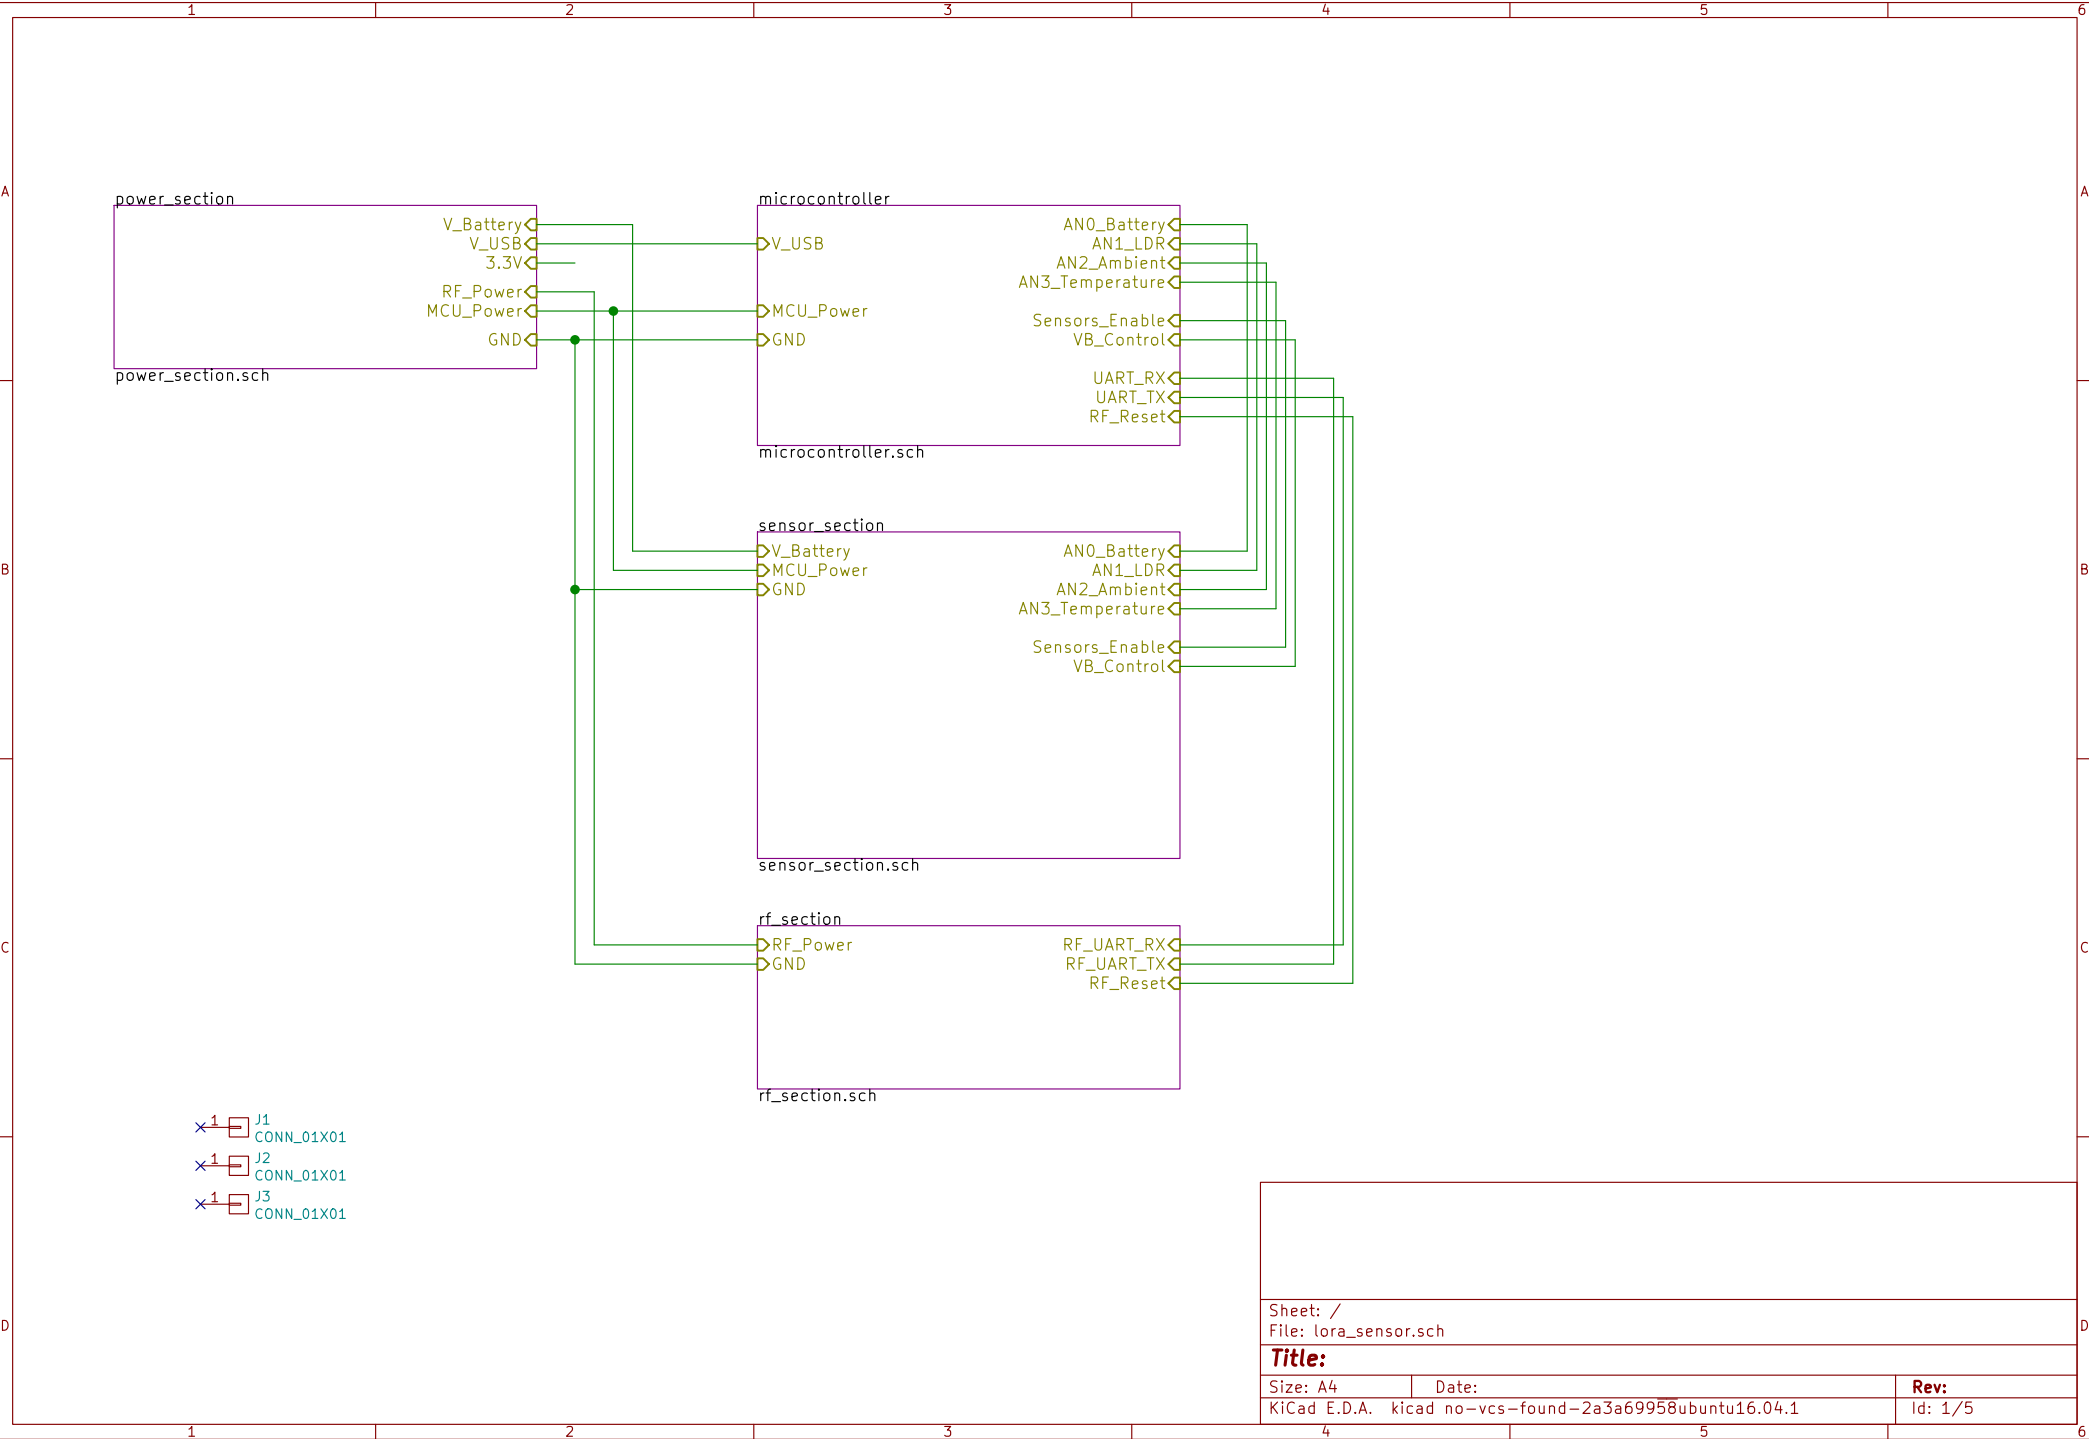 1 2 3 4 5 6
A A
power_section
V_Battery
V_USB
3.3V
RF_Power
MCU_Power
GND
power_section.sch
microcontroller
V_USB
MCU_Power
GND
AN0_Battery
AN1_LDR
AN2_Ambient
AN3_Temperature
Sensors_Enable
VB_Control
UART_RX
UART_TX
RF_Reset
microcontroller.sch
B B
sensor_section
V_Battery
MCU_Power
GND
AN0_Battery
AN1_LDR
AN2_Ambient
AN3_Temperature
Sensors_Enable
VB_Control
sensor_section.sch
C C
rf_section
RF_Power
GND
RF_UART_RX
RF_UART_TX
RF_Reset
rf_section.sch
1 J1
CONN_01X01
1 J2
CONN_01X01
1 J3
CONN_01X01
D D
Sheet: /
File: lora_sensor.sch
Title:
Size: A4 Date: Rev:
KiCad E.D.A. kicad no-vcs-found-2a3a69958ubuntu16.04.1 Id: 1/5
1 2 3 4 5 6